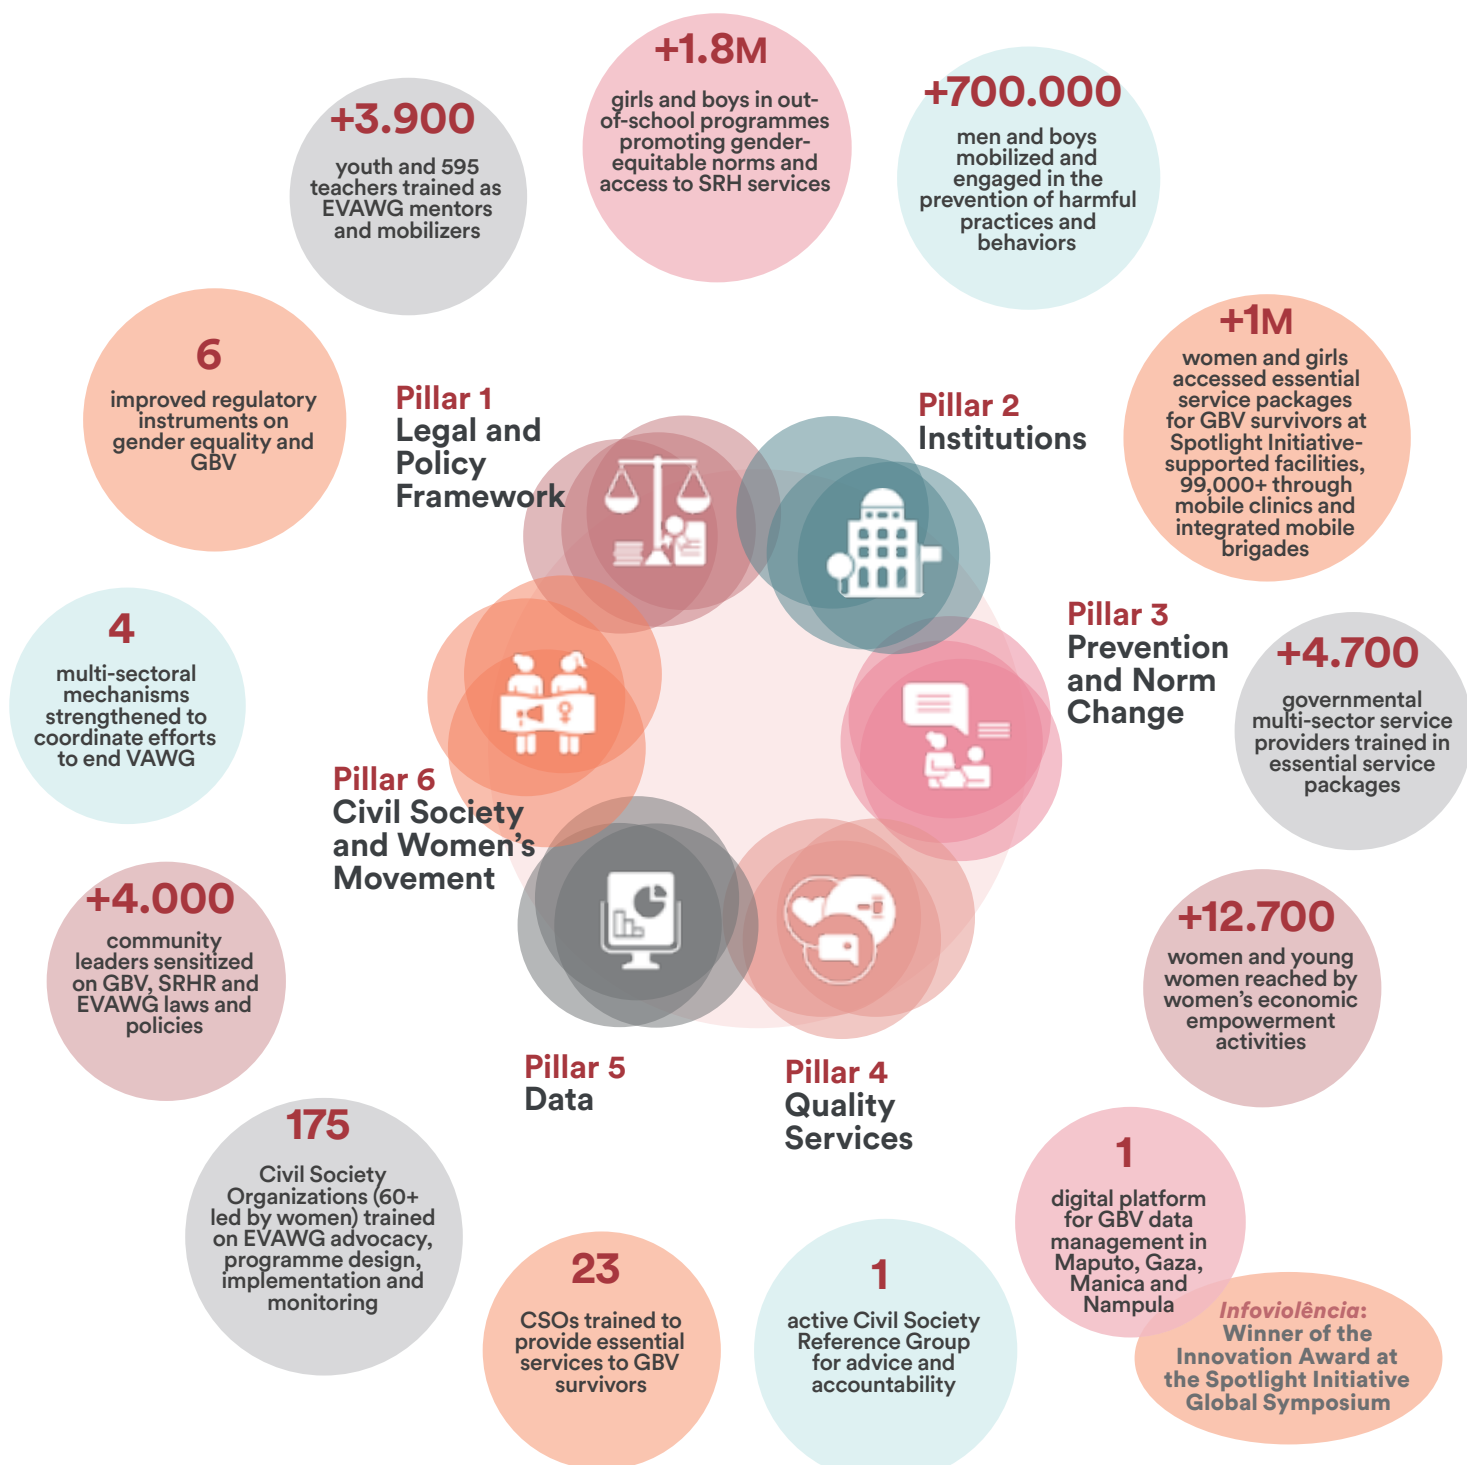 +1.8M
girls and boys in out-
of-school programmes
promoting gender-
equitable norms and
access to SRH services
+700.000
men and boys
mobilized and
engaged in the
prevention of harmful
practices and
behaviors
+3.900
youth and 595
teachers trained as
EVAWG mentors
and mobilizers
+1M
women and girls
accessed essential
service packages
for GBV survivors at
Spotlight Initiative-
supported facilities,
99,000+ through
mobile clinics and
integrated mobile
brigades
6
improved regulatory
instruments on
gender equality and
GBV
Pillar 1
Legal and
Policy
Framework
Pillar 2
Institutions
Pillar 3
Prevention
and Norm
Change
4
multi-sectoral
mechanisms
strengthened to
coordinate efforts
to end VAWG
+4.700
governmental
multi-sector service
providers trained in
essential service
packages
Pillar 6
Civil Society
and Women's
Movement
+4.000
community
leaders sensitized
on GBV, SRHR and
EVAWG laws and
policies
+12.700
women and young
women reached by
women's economic
empowerment
activities
Pillar 5
Data
Pillar 4
Quality
Services
175
Civil Society
Organizations (60+
led by women) trained
on EVAWG advocacy,
programme design,
implementation and
monitoring
1
digital platform
for GBV data
management in
Maputo, Gaza,
Manica and
Nampula
23
CSOs trained to
provide essential
services to GBV
survivors
1
active Civil Society
Reference Group
for advice and
accountability
Infoviolência:
Winner of the
Innovation Award at
the Spotlight Initiative
Global Symposium